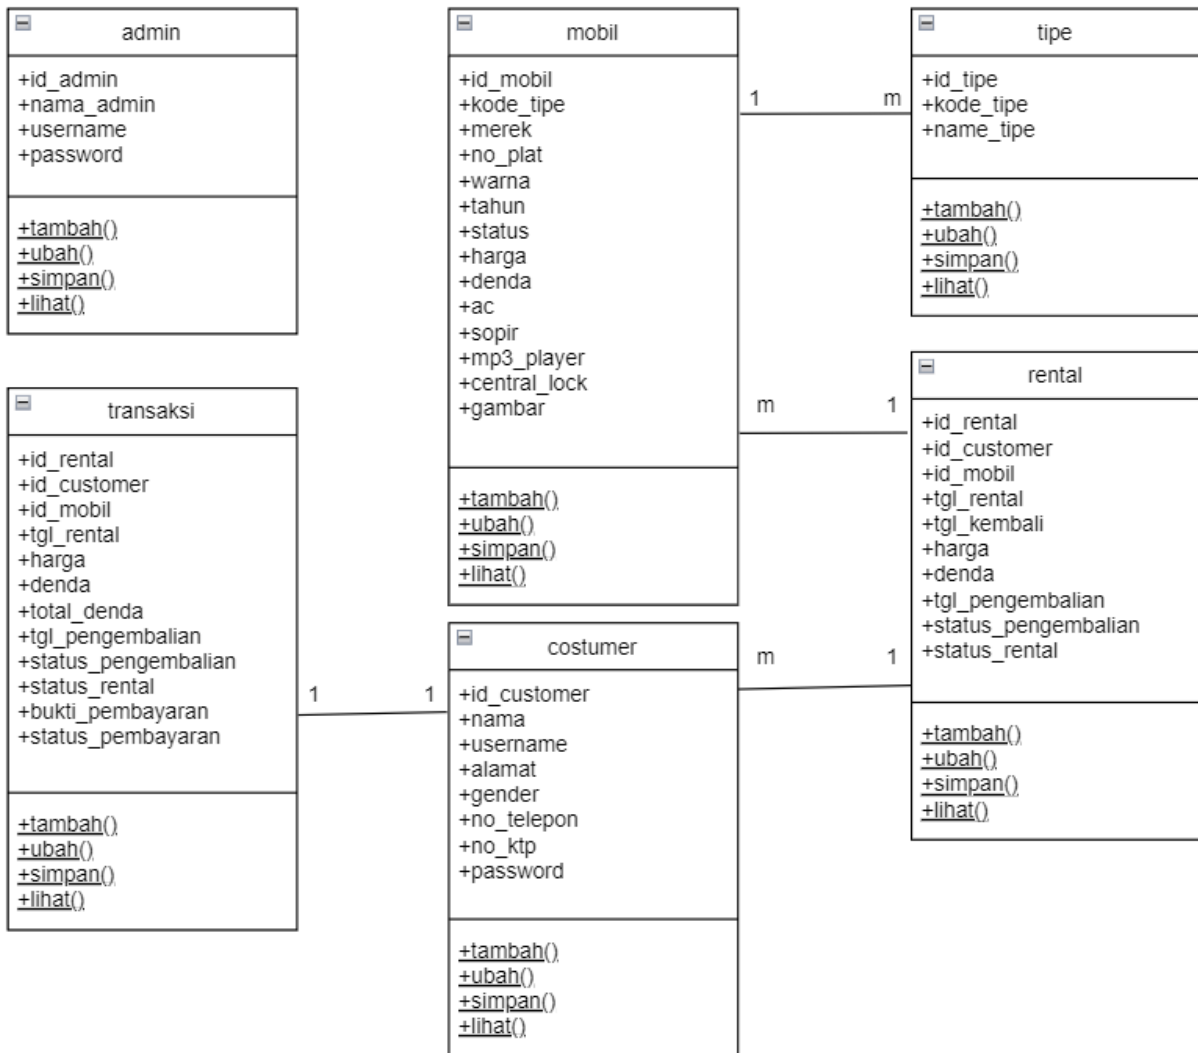 admin
+id_admin
+nama_admin
+username
+password
+tambah()
+ubah()
+simpan()
+lihat()
mobil
+id_mobil
+kode_tipe
+merek
+no_plat
+warna
+tahun
+status
+harga
+denda
+ac
+sopir
+mp3_player
+central_lock
+gambar
+tambah()
+ubah()
+simpan()
+lihat()
1 m
tipe
+id_tipe
+kode_tipe
+name_tipe
+tambah()
+ubah()
+simpan()
+lihat()
m 1
rental
+id_rental
+id_customer
+id_mobil
+tgl_rental
+tgl_kembali
+harga
+denda
+tgl_pengembalian
+status_pengembalian
+status_rental
+tambah()
+ubah()
+simpan()
+lihat()
transaksi
+id_rental
+id_customer
+id_mobil
+tgl_rental
+harga
+denda
+total_denda
+tgl_pengembalian
+status_pengembalian
+status_rental
+bukti_pembayaran
+status_pembayaran
+tambah()
+ubah()
+simpan()
+lihat()
1 1
costumer
+id_customer
+nama
+username
+alamat
+gender
+no_telepon
+no_ktp
+password
+tambah()
+ubah()
+simpan()
+lihat()
m 1